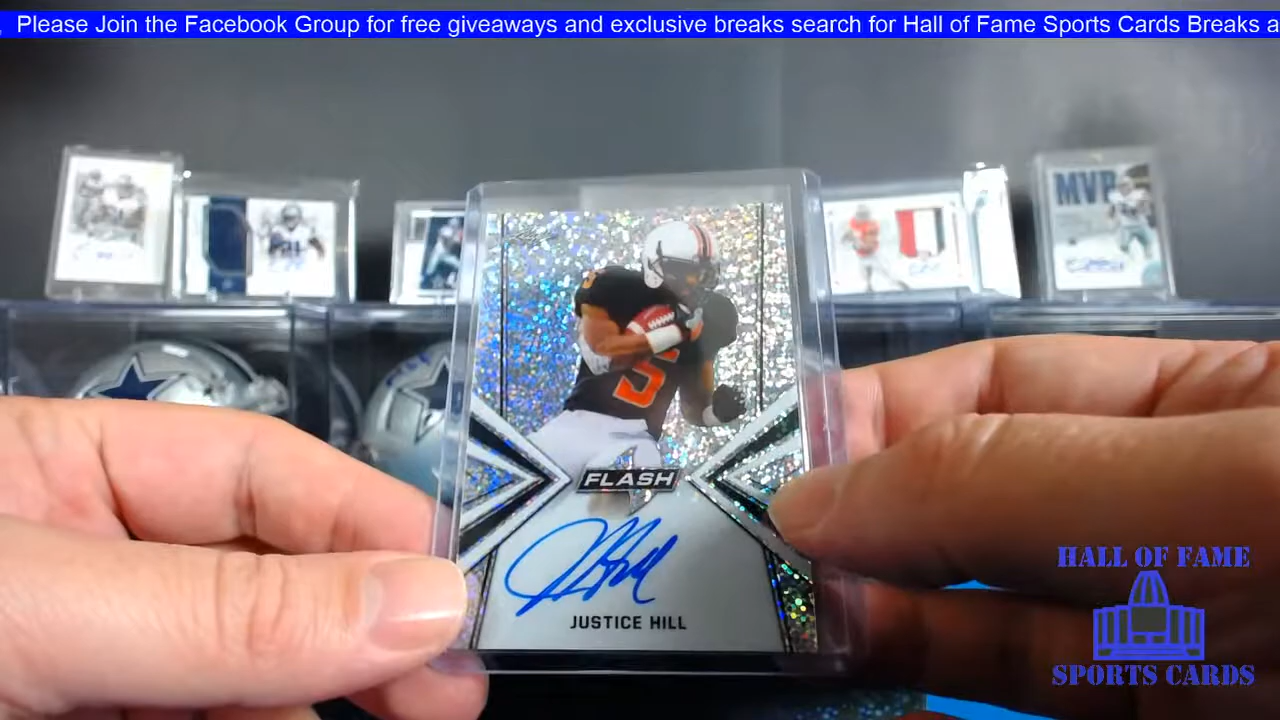 Please Join the Facebook Group for free giveaways and exclusive breaks search for Hall of Fame Sports Cards Breaks a
MVP
5
FLASH
JUSTICE HILL
HALL OF FAME
SPORTS CARDS